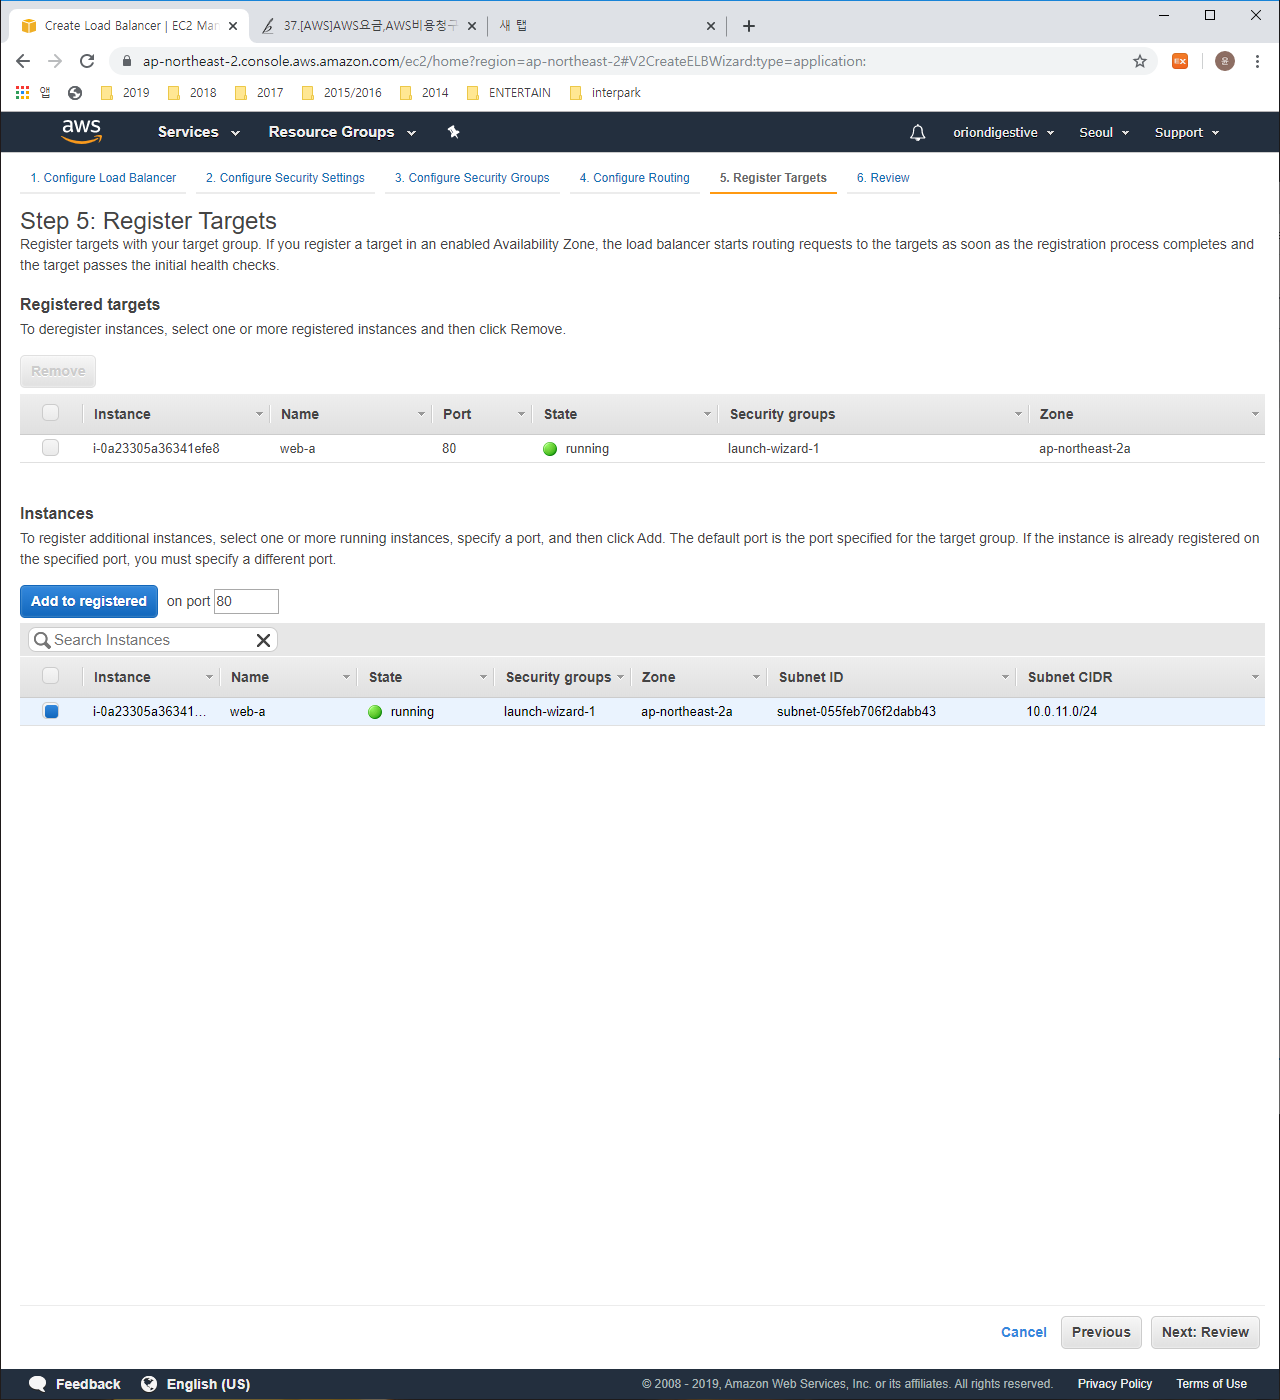 Create Load Balancer | EC2 Man
37.[AWS]AWS요금,AWS비용청구
새 탭
ap-northeast-2.console.aws.amazon.com/ec2/home?region=ap-northeast-2#V2CreateELBWizard:type=application:
앱 2019 2018 2017 2015/2016 2014 ENTERTAIN interpark
aws Services Resource Groups oriondigestive Seoul Support
1. Configure Load Balancer 2. Configure Security Settings 3. Configure Security Groups 4. Configure Routing 5. Register Targets 6. Review
Step 5: Register Targets
Register targets with your target group. If you register a target in an enabled Availability Zone, the load balancer starts routing requests to the targets as soon as the registration process completes and
the target passes the initial health checks.
Registered targets
To deregister instances, select one or more registered instances and then click Remove.
Remove
Instance Name Port State Security groups Zone
i-0a23305a36341efe8 web-a 80 running launch-wizard-1 ap-northeast-2a
Instances
To register additional instances, select one or more running instances, specify a port, and then click Add. The default port is the port specified for the target group. If the instance is already registered on
the specified port, you must specify a different port.
Add to registered on port 80
Search Instances
Instance Name State Security groups Zone Subnet ID Subnet CIDR
i-0a23305a36341... web-a running launch-wizard-1 ap-northeast-2a subnet-055feb706f2dabb43 10.0.11.0/24
Cancel Previous Next: Review
Feedback English (US) © 2008 - 2019, Amazon Web Services, Inc. or its affiliates. All rights reserved. Privacy Policy Terms of Use